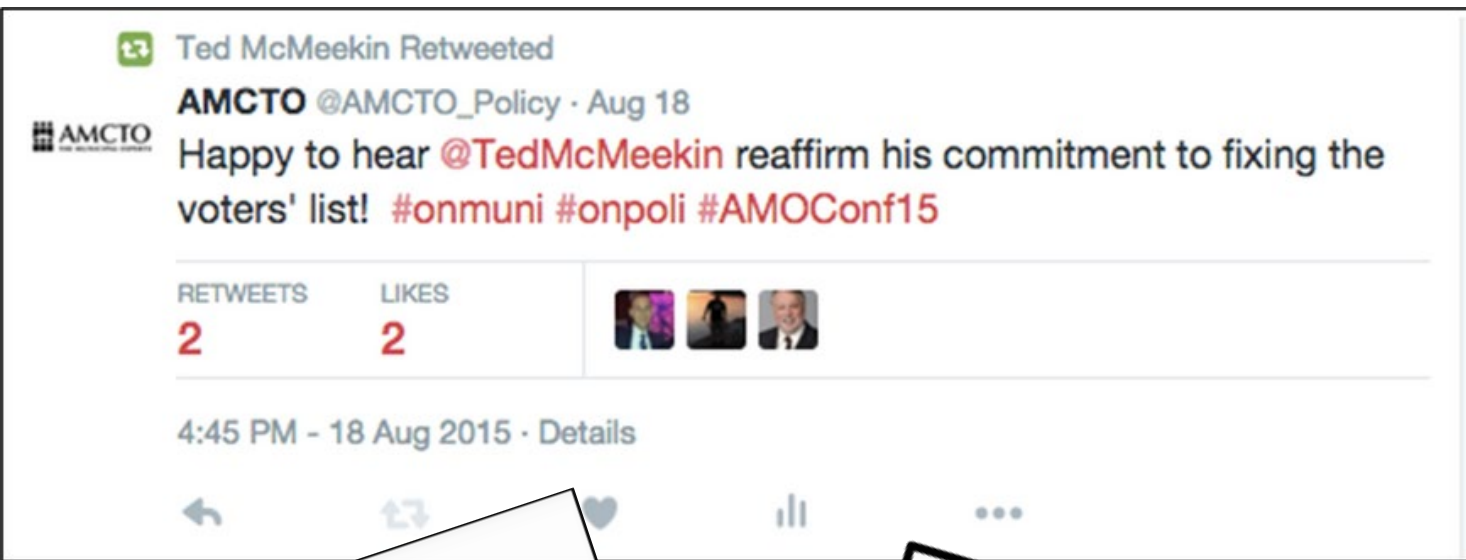 Ted McMeekin Retweeted
AMCTO @AMCTO_Policy · Aug 18
AMCTO
Happy to hear @TedMcMeekin reaffirm his commitment to fixing the
voters' list! #onmuni #onpoli #AMOConf15
RETWEETS LIKES
2 2
4:45 PM - 18 Aug 2015 · Details